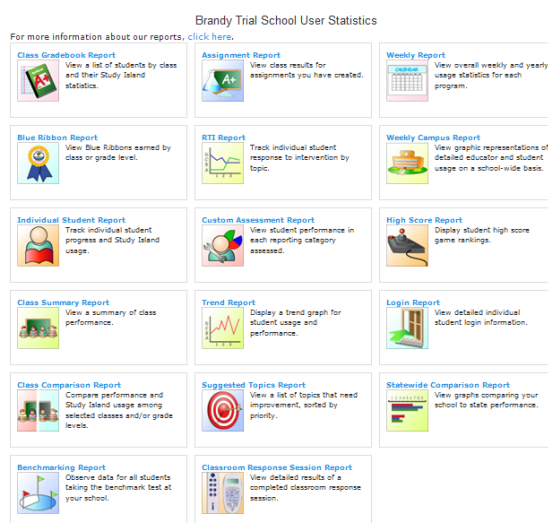 Brandy Trial School User Statistics
For more information about our reports, click here.
Class Gradebook Report
View a list of students by class
and their Study Island
statistics.
Assignment Report
View class results for
assignments you have created.
Weekly Report
View overall weekly and yearly
usage statistics for each
program.
Blue Ribbon Report
View Blue Ribbons earned by
class or grade level.
RTI Report
Track individual student
response to intervention by
topic.
Weekly Campus Report
View graphic representations of
detailed educator and student
usage on a school-wide basis.
Individual Student Report
Track individual student
progress and Study Island
usage.
Custom Assessment Report
View student performance in
each reporting category
assessed.
High Score Report
Display student high score
game rankings.
Class Summary Report
View a summary of class
performance.
Trend Report
Display a trend graph for
student usage and
performance.
Login Report
View detailed individual
student login information.
Class Comparison Report
Compare performance and
Study Island usage among
selected classes and/or grade
levels.
Suggested Topics Report
View a list of topics that need
improvement, sorted by
priority.
Statewide Comparison Report
View graphs comparing your
school to state performance.
Benchmarking Report
Observe data for all students
taking the benchmark test at
your school.
Classroom Response Session Report
View detailed results of a
completed classroom response
session.